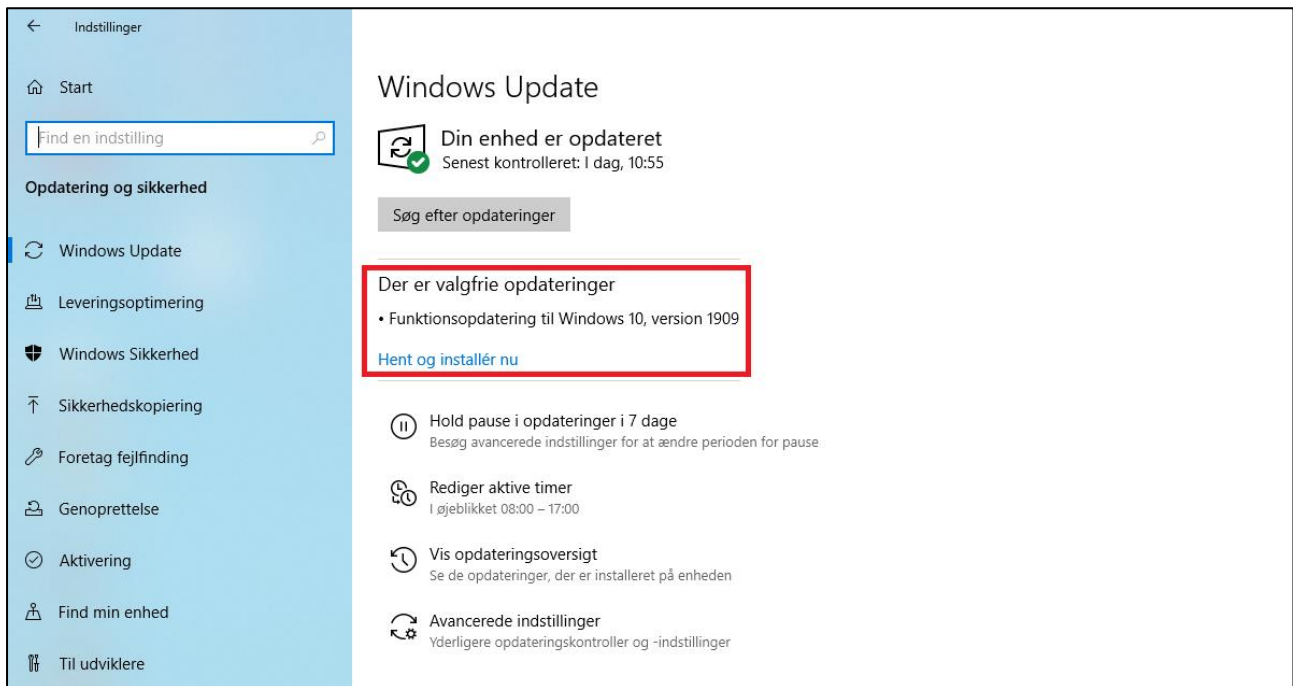 Indstillinger
Start
Find en indstilling
Opdatering og sikkerhed
Windows Update
Leveringsoptimering
Windows Sikkerhed
Sikkerhedskopiering
Foretag fejlfinding
Genoprettelse
Aktivering
Find min enhed
Til udviklere
Windows Update
Din enhed er opdateret
Senest kontrolleret: I dag, 10:55
Søg efter opdateringer
Der er valgfrie opdateringer
• Funktionsopdatering til Windows 10, version 1909
Hent og installér nu
Hold pause i opdateringer i 7 dage
Besøg avancerede indstillinger for at ændre perioden for pause
Rediger aktive timer
I øjeblikket 08:00 – 17:00
Vis opdateringsoversigt
Se de opdateringer, der er installeret på enheden
Avancerede indstillinger
Yderligere opdateringskontroller og -indstillinger